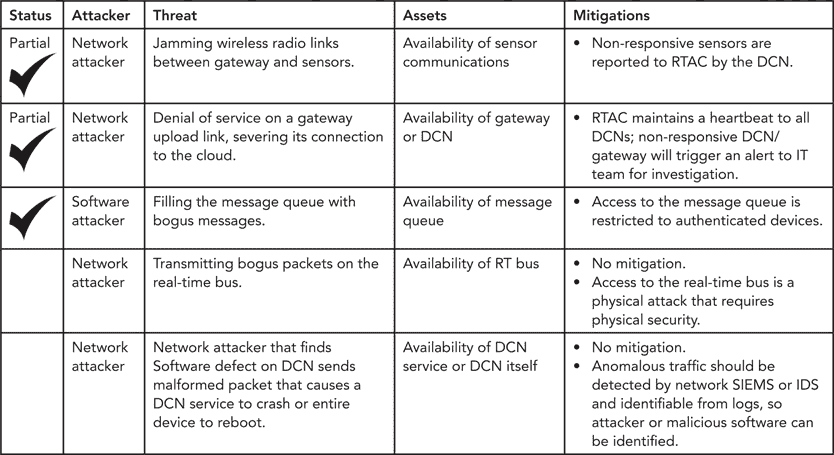 Status Attacker Threat Assets Mitigations
Partial
Network
attacker
Jamming wireless radio links
between gateway and sensors.
Availability of sensor
communications
• Non-responsive sensors are
reported to RTAC by the DCN.
Partial
Network
attacker
Denial of service on a gateway
upload link, severing its connection
to the cloud.
Availability of gateway
or DCN
• RTAC maintains a heartbeat to all
DCNs; non-responsive DCN/
gateway will trigger an alert to IT
team for investigation.
Software
attacker
Filling the message queue with
bogus messages.
Availability of message
queue
• Access to the message queue is
restricted to authenticated devices.
Network
attacker
Transmitting bogus packets on the
real-time bus.
Availability of RT bus
• No mitigation.
• Access to the real-time bus is a
physical attack that requires
physical security.
Network
attacker
Network attacker that finds
Software defect on DCN sends
malformed packet that causes a
DCN service to crash or entire
device to reboot.
Availability of DCN
service or DCN itself
• No mitigation.
• Anomalous traffic should be
detected by network SIEMS or IDS
and identifiable from logs, so
attacker or malicious software can
be identified.